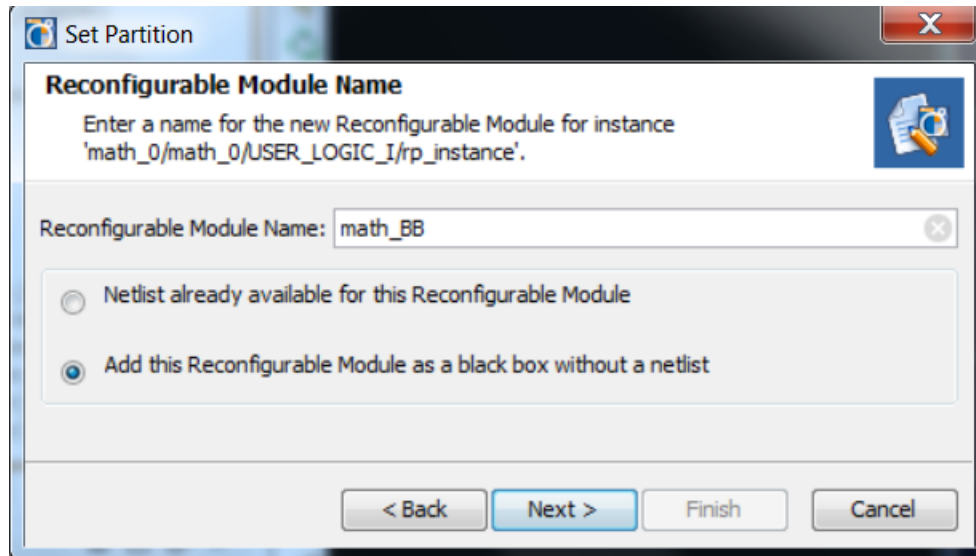 Set Partition
X
Reconfigurable Module Name
Enter a name for the new Reconfigurable Module for instance
'math_0/math_0/USER_LOGIC_I/rp_instance'.
Reconfigurable Module Name: math_BB
Netlist already available for this Reconfigurable Module
Add this Reconfigurable Module as a black box without a netlist
< Back Next > Finish Cancel